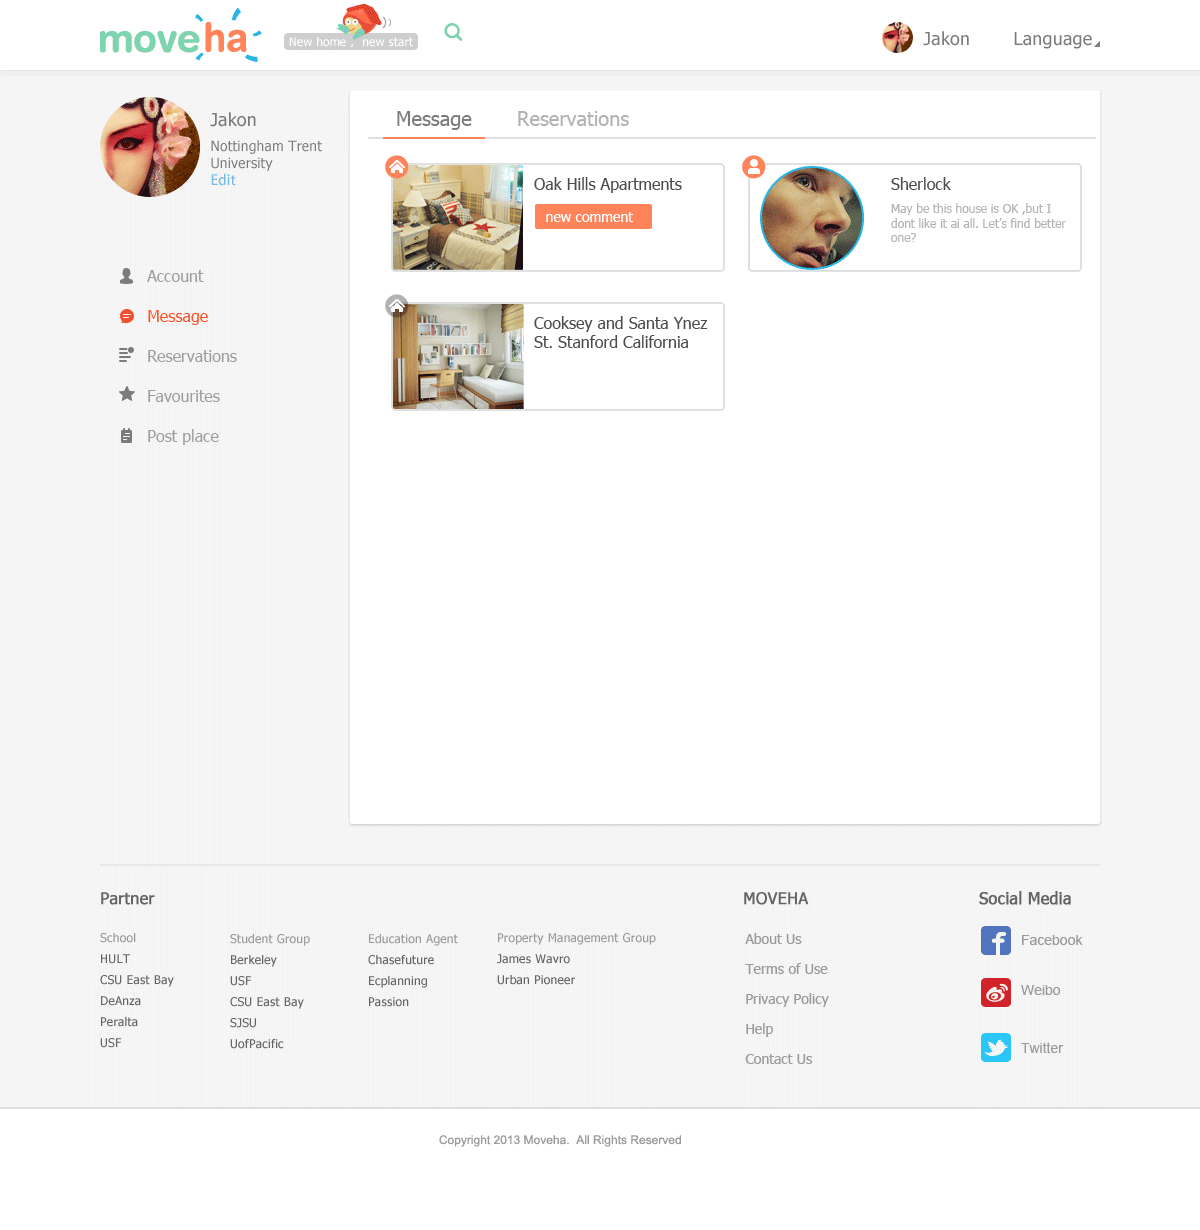 moveha
New home , new start
Jakon
Language
Jakon
Nottingham Trent
University
Edit
Account
Message
Reservations
Favourites
Post place
Message
Reservations
Oak Hills Apartments
new comment
Sherlock
May be this house is OK ,but I
dont like it ai all. Let's find better
one?
Cooksey and Santa Ynez
St. Stanford California
Partner
School
HULT
CSU East Bay
DeAnza
Peralta
USF
Student Group
Berkeley
USF
CSU East Bay
SJSU
UofPacific
Education Agent
Chasefuture
Ecplanning
Passion
Property Management Group
James Wavro
Urban Pioneer
MOVEHA
About Us
Terms of Use
Privacy Policy
Help
Contact Us
Social Media
Facebook
Weibo
Twitter
Copyright 2013 Moveha. All Rights Reserved